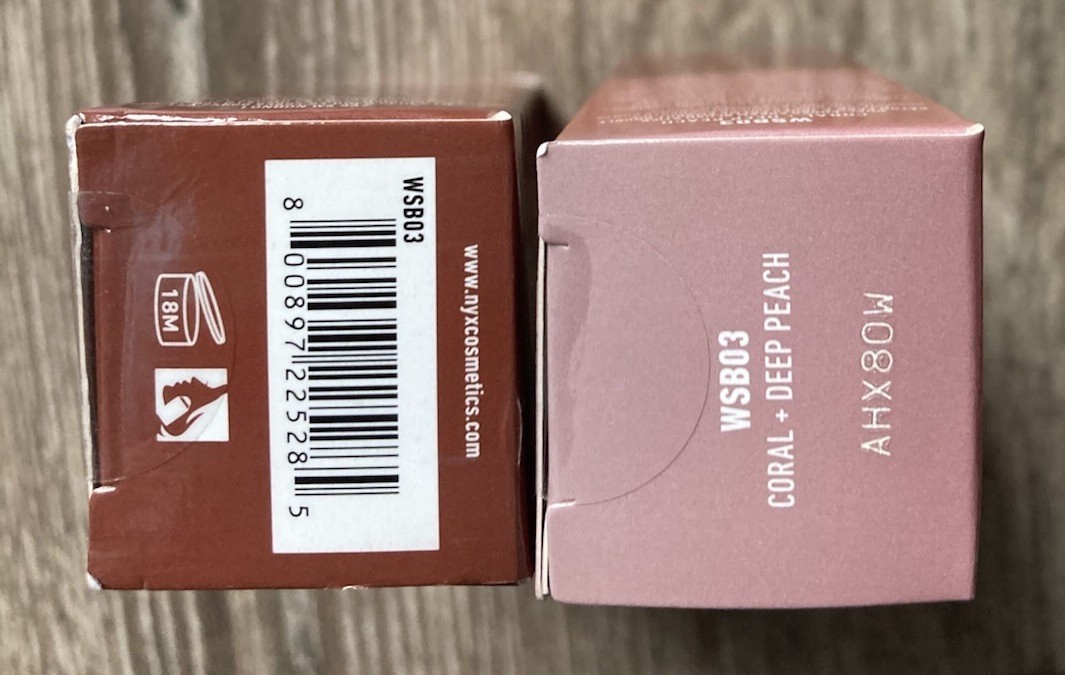 WSB03
8 00897 22528 5
www.nyxcosmetics.com
18M
WSB03
CORAL + DEEP PEACH
AHX80W